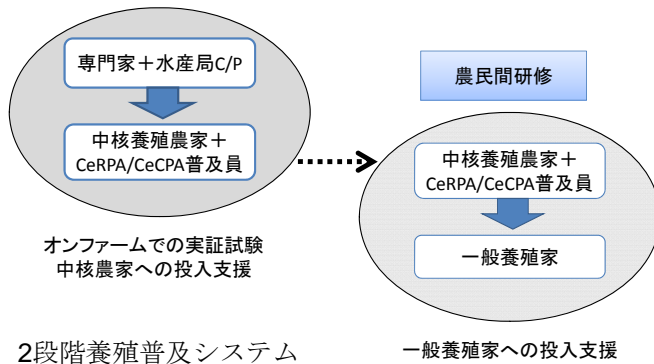 専門家＋水産局C/P
中核養殖農家＋
CeRPA/CeCPA普及員
オンファームでの実証試験
中核農家への投入支援
農民間研修
中核養殖農家＋
CeRPA/CeCPA普及員
一般養殖家
一般養殖家への投入支援
2段階養殖普及システム